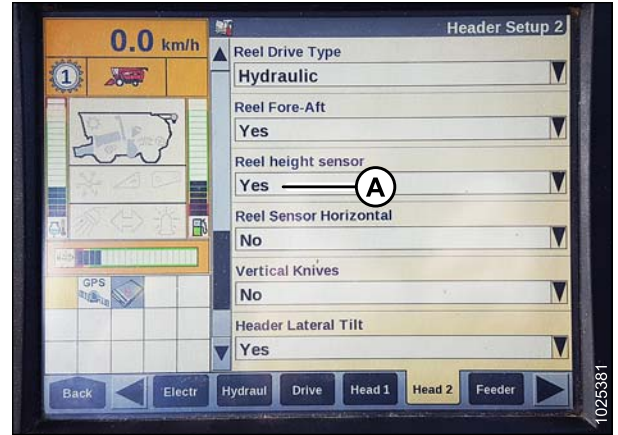 Header Setup 2
0.0 km/h
1
Reel Drive Type
Hydraulic
Reel Fore-Aft
Yes
Reel height sensor
Yes
A
Reel Sensor Horizontal
No
Vertical Knives
No
Header Lateral Tilt
Yes
GPS
Back
Electr
Hydraul
Drive
Head 1
Head 2
Feeder
1025381